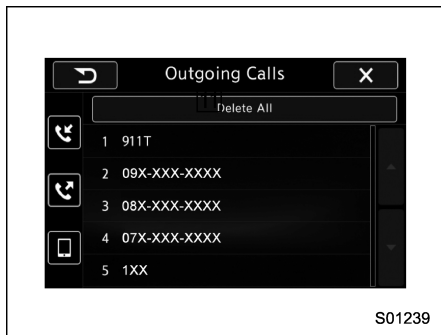 Outgoing Calls
Delete All
1 911T
2 09X-XXX-XXXX
3 08X-XXX-XXXX
4 07X-XXX-XXXX
5 1XX
S01239